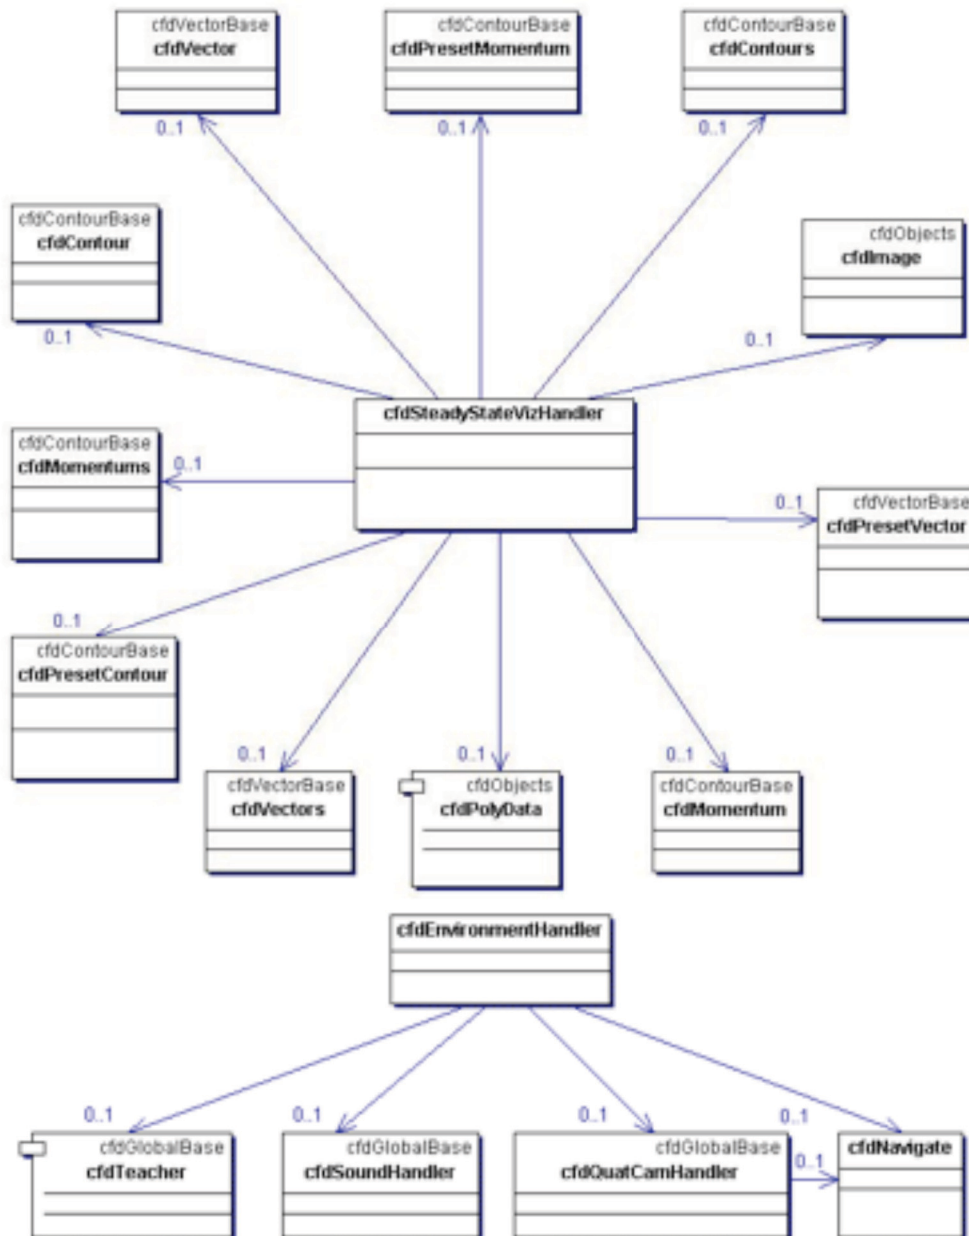 cfdVectorBase
cfdVector
cfdContourBase
cfdPresetMomentum
cfdContourBase
cfdContours
0..1
0..1
0..1
cfdContourBase
cfdContour
cfdObjects
cfdImage
0..1
0..1
cfdSteadyStateVizHandler
cfdContourBase
cfdMomentums
0..1
cfdVectorBase
cfdPresetVector
0..1
0..1
cfdContourBase
cfdPresetContour
0..1
0..1
0..1
cfdVectorBase
cfdVectors
cfdObjects
cfdPolyData
cfdContourBase
cfdMomentum
cfdEnvironmentHandler
0..1
0..1
0..1
0..1
cfdGlobalBase
cfdTeacher
cfdGlobalBase
cfdSoundHandler
cfdGlobalBase
cfdQuatCamHandler
0..1
cfdNavigate